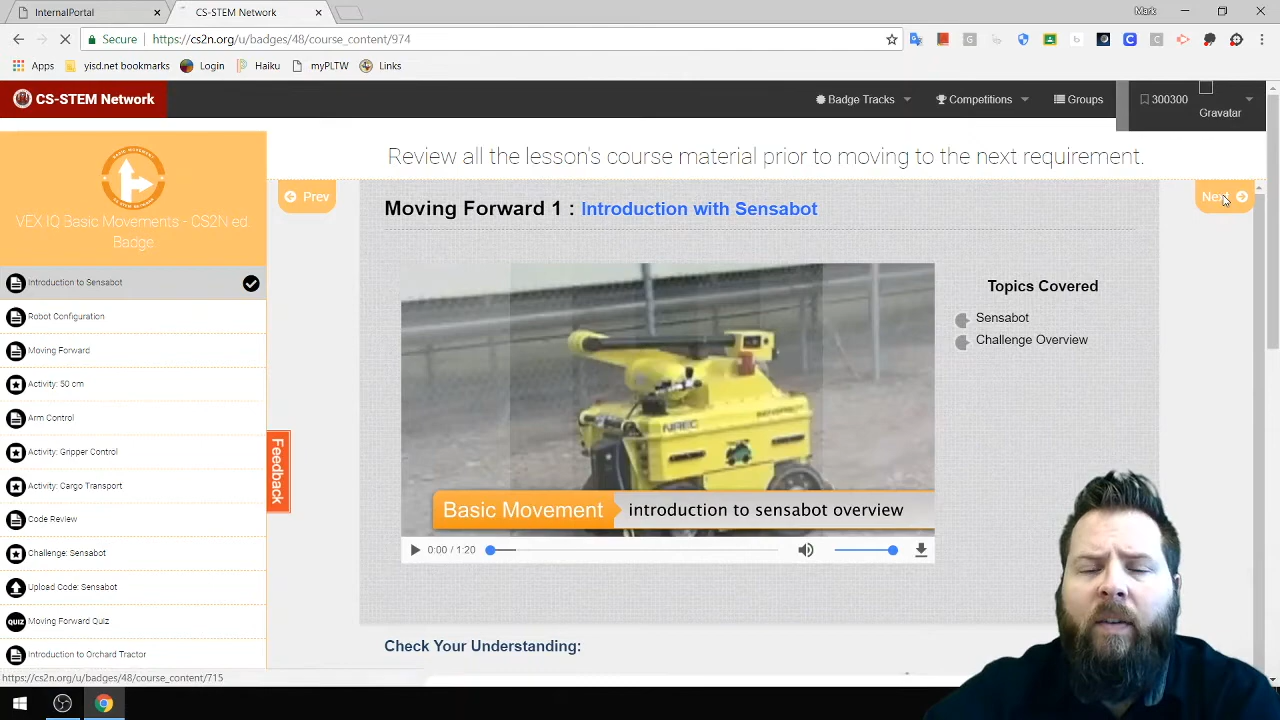 InternalPortal
CS-STEM Network
Mark
Secure
https://cs2n.org/u/badges/48/course_content/974
Apps
yisd.net bookmarks
Login
Haiku
myPLTW
Links
CS-STEM Network
Badge Tracks
Competitions
Groups
300300
Gravatar
Review all the lesson's course material prior to moving to the next requirement.
VEX IQ Basic Movements - CS2N ed.
Badge
Prev
Next
Moving Forward 1 : Introduction with Sensabot
Introduction to Sensabot
Robot Configuration
Moving Forward
Activity: 50 cm
Arm Control
Activity: Gripper Control
Activity: Cargo Transport
Code Review
Challenge: Sensabot
Upload Code: Sensabot
QUIZ Moving Forward Quiz
Introduction to Orchard Tractor
Feedback
Topics Covered
Sensabot
Challenge Overview
NREC
Basic Movement
introduction to sensabot overview
0:00 / 1:20
Check Your Understanding:
https://cs2n.org/u/badges/48/course_content/715